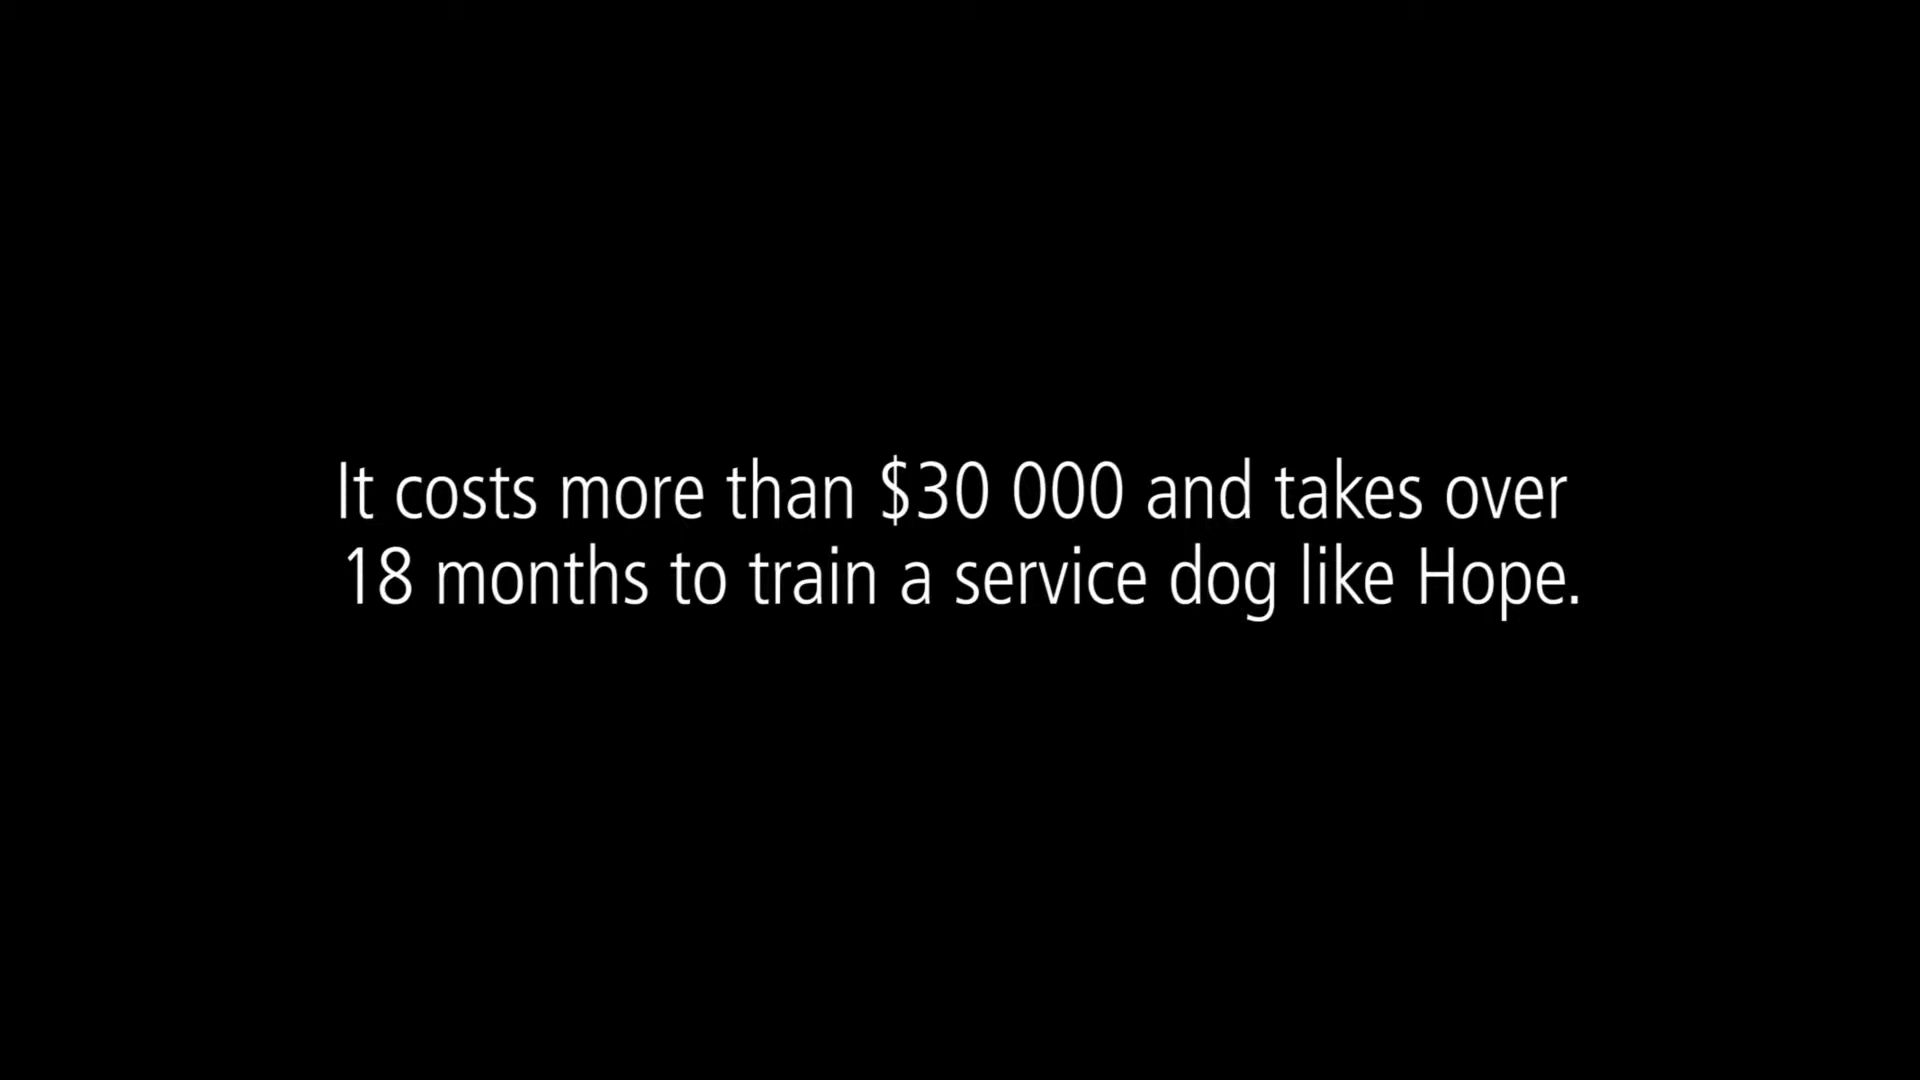 It costs more than $30 000 and takes over
18 months to train a service dog like Hope.